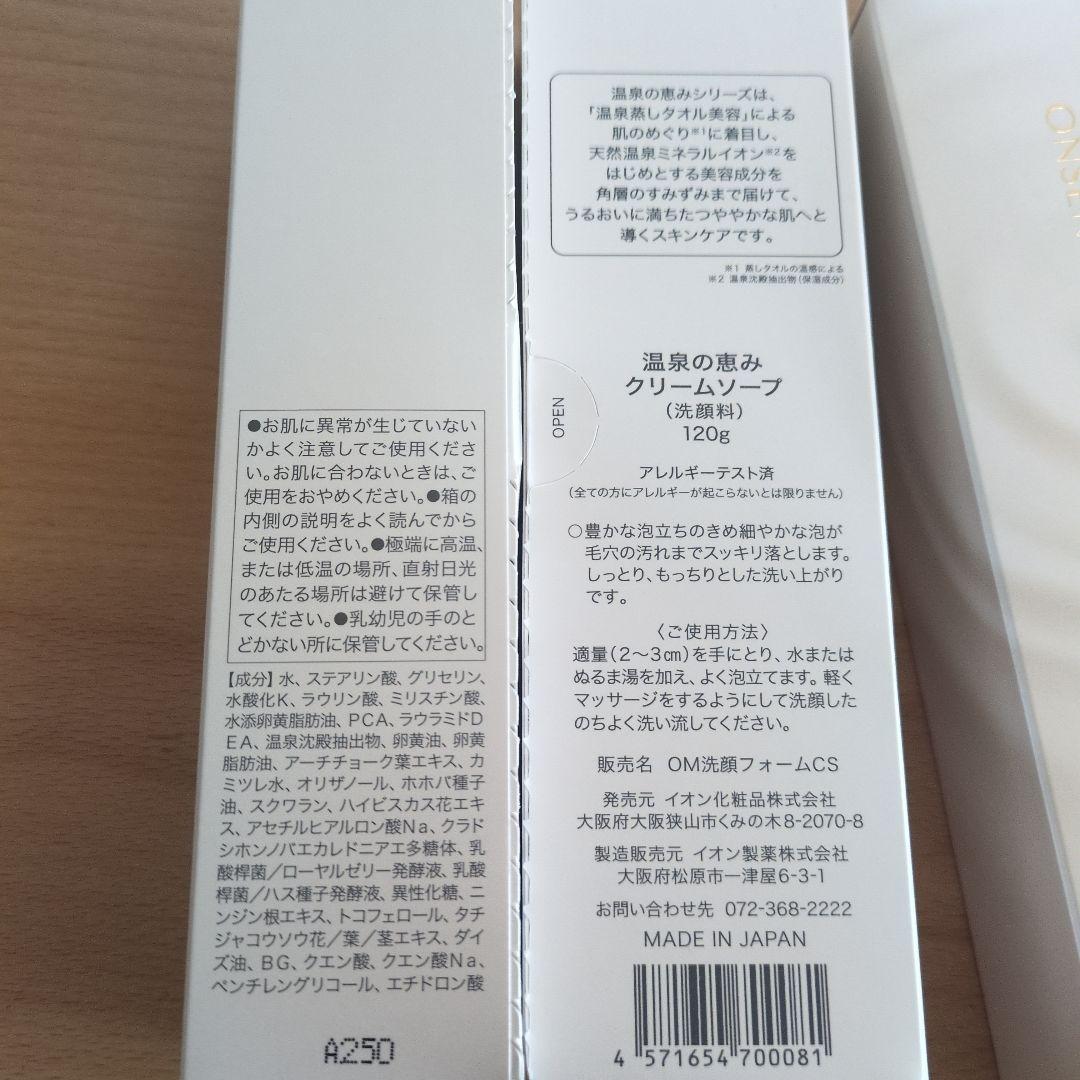 ●お肌に異常が生じていない
かよく注意してご使用くださ
い。お肌に合わないときは、ご
使用をおやめください。●箱の
内側の説明をよく読んでから
ご使用ください。●極端に高温、
または低温の場所、直射日光
のあたる場所は避けて保管し
てください。●乳幼児の手のと
どかない所に保管してください。
【成分】水、ステアリン酸、グリセリン、
水酸化K、ラウリン酸、ミリスチン酸、
水添卵黄脂肪油、PCA、ラウラミドD
EA、温泉沈殿抽出物、卵黄油、卵黄
脂肪油、アーチチョーク葉エキス、カ
ミツレ水、オリザノール、ホホバ種子
油、スクワラン、ハイビスカス花エキ
ス、アセチルヒアルロン酸Na、クラド
シホンノバエカレドニアエ多糖体、乳
酸桿菌/ローヤルゼリー発酵液、乳酸
桿菌/ハス種子発酵液、異性化糖、ニ
ンジン根エキス、トコフェロール、タチ
ジャコウソウ花/葉/茎エキス、ダイ
ズ油、BG、クエン酸、クエン酸Na、
ペンチレングリコール、エチドロン酸
A250
温泉の恵みシリーズは、
「温泉蒸しタオル美容」による
肌のめぐり※1に着目し、
天然温泉ミネラルイオン※2を
はじめとする美容成分を
角層のすみずみまで届けて、
うるおいに満ちたつややかな肌へと
導くスキンケアです。
※1 蒸しタオルの温感による
※2 温泉沈殿抽出物(保湿成分)
OPEN
温泉の恵み
クリームソープ
(洗顔料)
120g
アレルギーテスト済
(全ての方にアレルギーが起こらないとは限りません)
○豊かな泡立ちのきめ細やかな泡が
毛穴の汚れまでスッキリ落とします。
しっとり、もっちりとした洗い上がり
です。
〈ご使用方法〉
適量(2〜3㎝)を手にとり、水または
ぬるま湯を加え、よく泡立てます。軽く
マッサージをするようにして洗顔した
のちよく洗い流してください。
販売名 OM洗顔フォームCS
発売元 イオン化粧品株式会社
大阪府大阪狭山市くみの木8-2070-8
製造販売元 イオン製薬株式会社
大阪府松原市一津屋6-3-1
お問い合わせ先 072-368-2222
MADE IN JAPAN
4 571654 700081